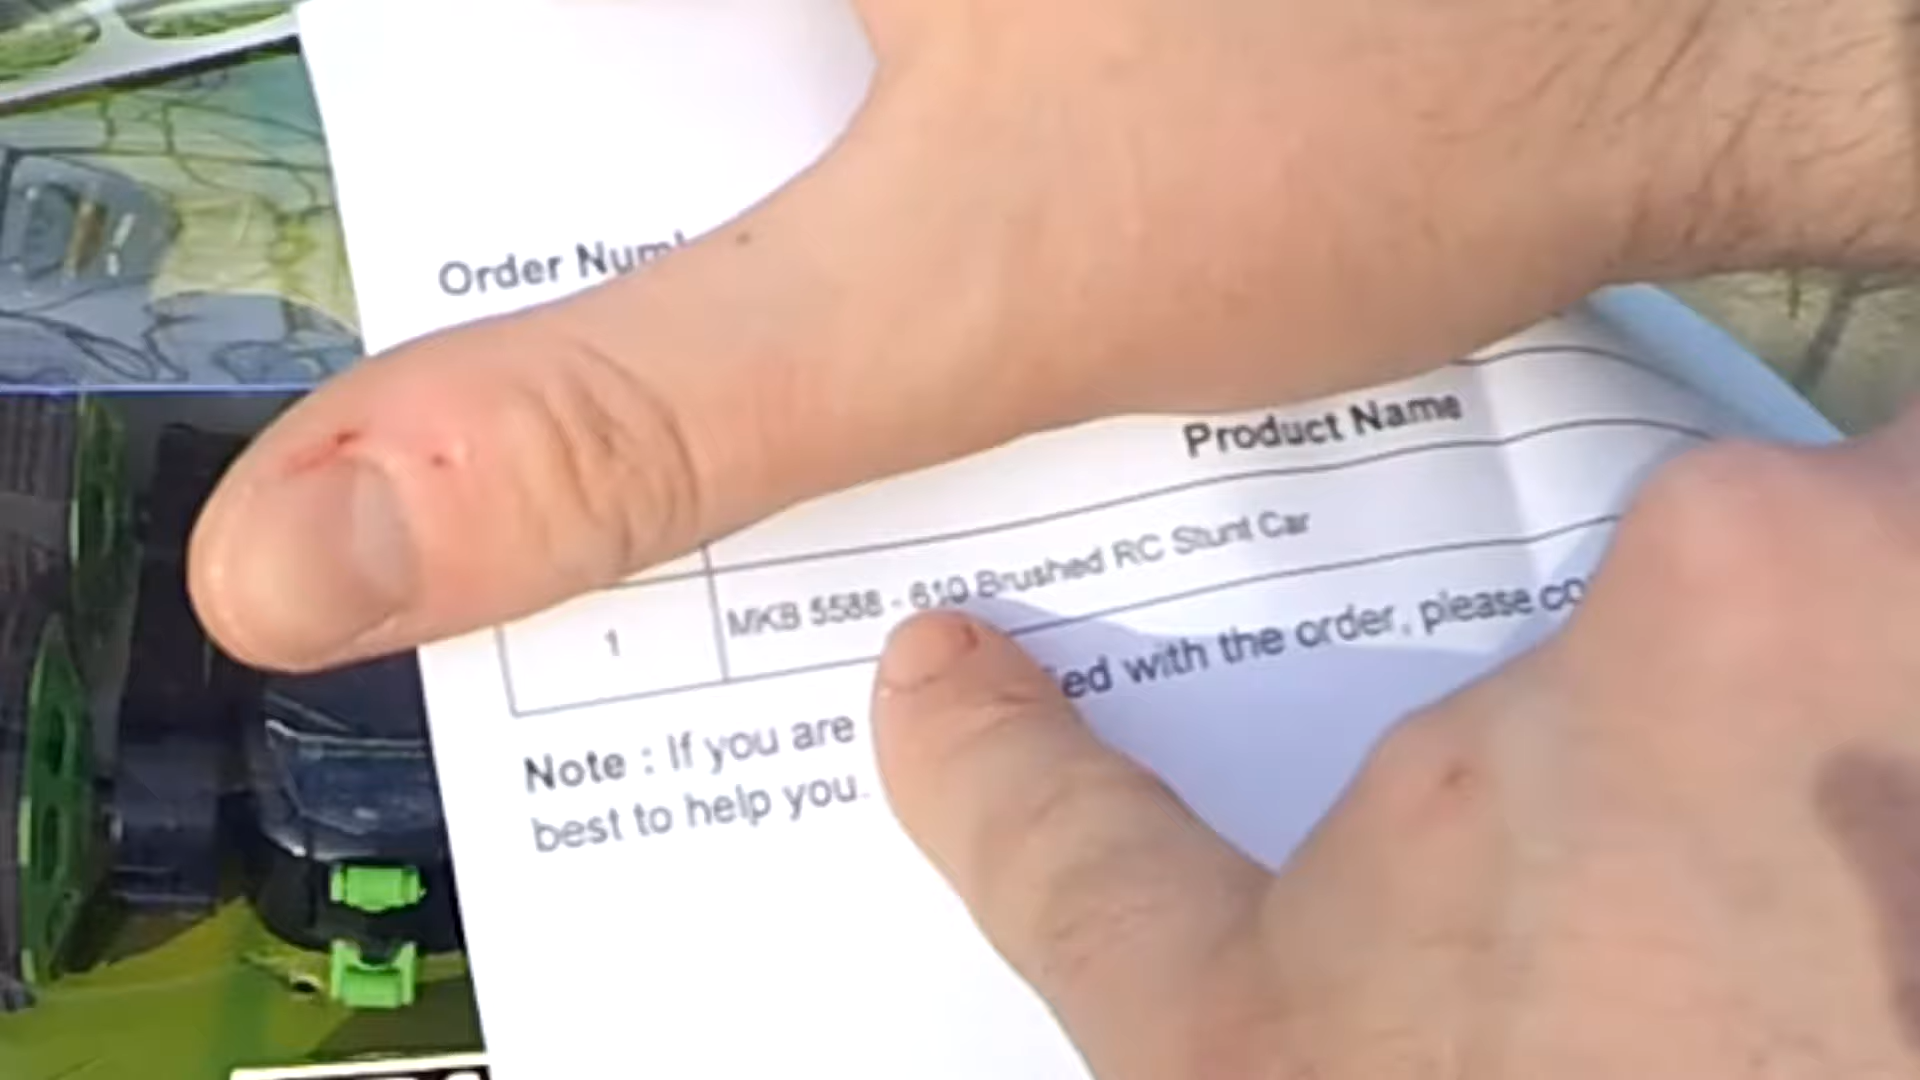 Order Num
Product Name
1
MKB 5588 - 610 Brushed RC Stunt Car
Note : If you are ied with the order, please co
best to help you.